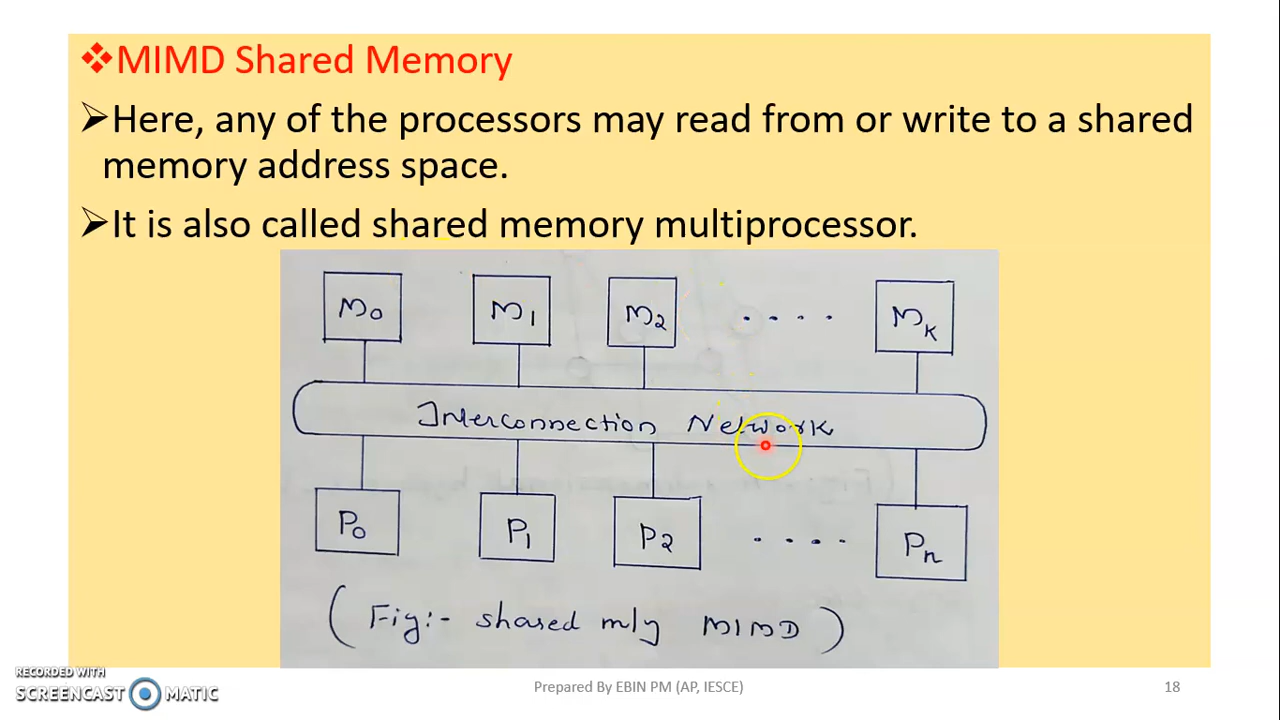 MIMD Shared Memory
Here, any of the processors may read from or write to a shared
memory address space.
It is also called shared memory multiprocessor.
M0 M1 M2 .... Mk
Interconnection Network
P0 P1 P2 .... Pn
(Fig:- shared m/y MIMD)
RECORDED WITH
SCREENCAST MATIC
Prepared By EBIN PM (AP, IESCE)
18